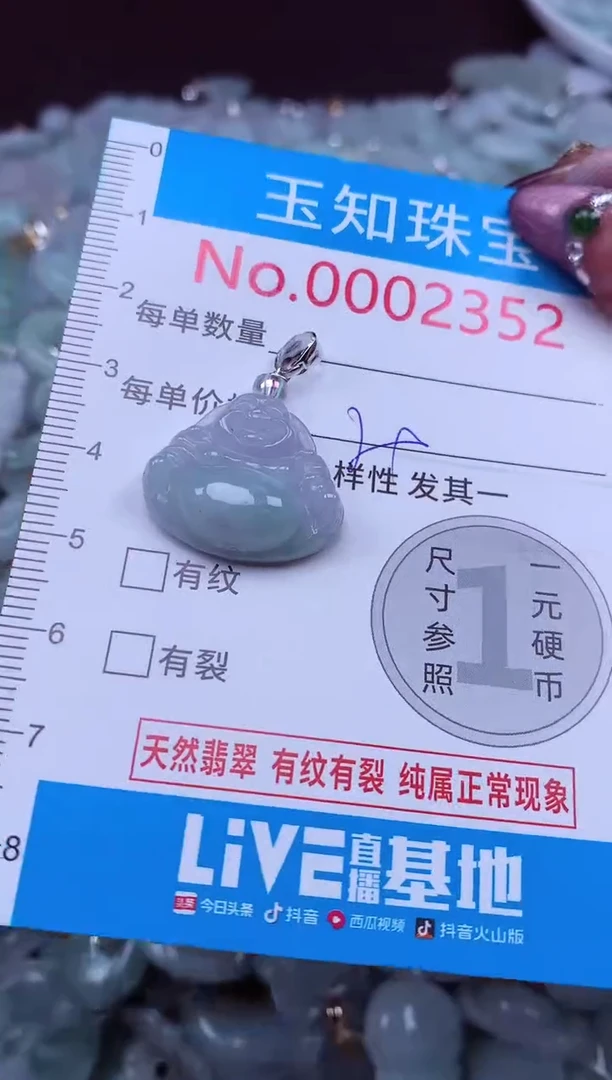 0
玉知珠宝
1
No.0002352
2
每单数量
3
每单价
4
样性 发其一
5
有纹
尺寸参照
1
一元硬币
6
有裂
7
天然翡翠 有纹有裂 纯属正常现象
8
LiVE直播基地
头条 今日头条 抖音 西瓜视频 抖音火山版